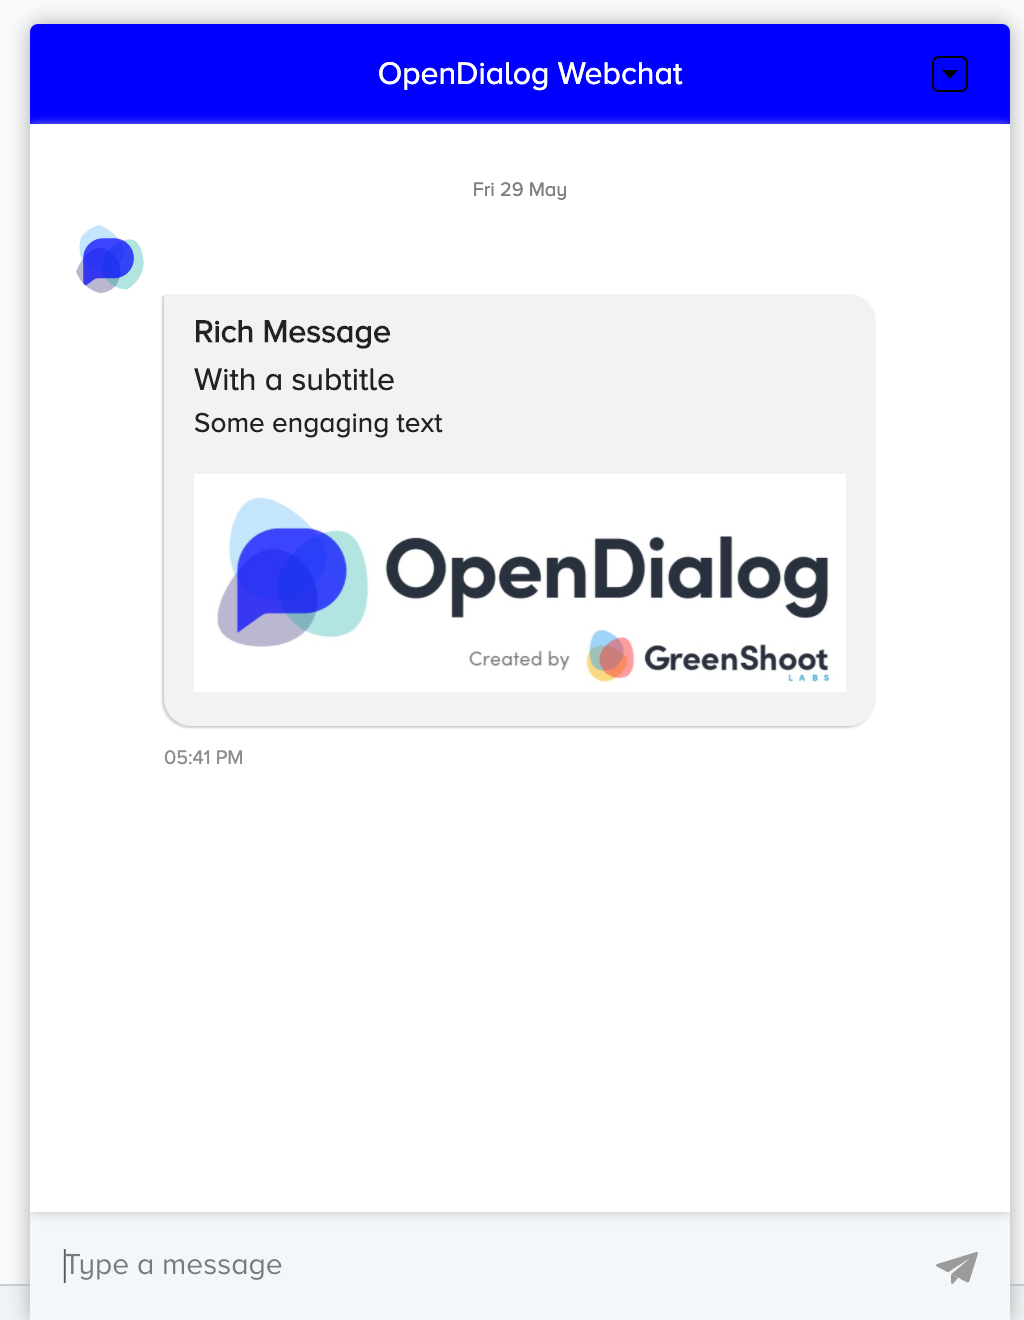 OpenDialog Webchat
Fri 29 May
Rich Message
With a subtitle
Some engaging text
OpenDialog
Created by GreenShoot
LABS
05:41 PM
Type a message